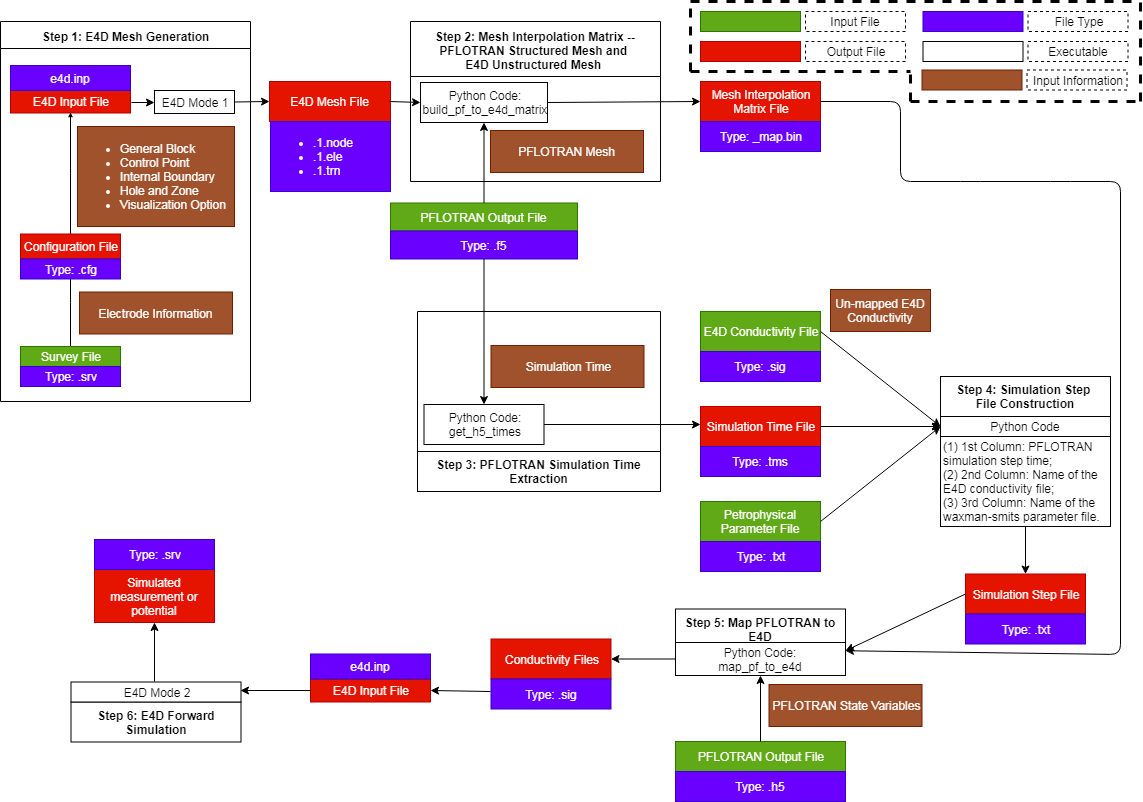 Input File
File Type
Output File
Executable
Input Information
Step 1: E4D Mesh Generation
e4d.inp
E4D Input File
E4D Mode 1
General Block
Control Point
Internal Boundary
Hole and Zone
Visualization Option
Configuration File
Type: .cfg
Electrode Information
Survey File
Type: .srv
E4D Mesh File
.1.node
.1.ele
.1.trn
Step 2: Mesh Interpolation Matrix --
PFLOTRAN Structured Mesh and
E4D Unstructured Mesh
Python Code:
build_pf_to_e4d_matrix
PFLOTRAN Mesh
Mesh Interpolation
Matrix File
Type: _map.bin
PFLOTRAN Output File
Type: .f5
Simulation Time
Python Code:
get_h5_times
Step 3: PFLOTRAN Simulation Time
Extraction
Un-mapped E4D
Conductivity
E4D Conductivity File
Type: .sig
Simulation Time File
Type: .tms
Petrophysical
Parameter File
Type: .txt
Step 4: Simulation Step
File Construction
Python Code
(1) 1st Column: PFLOTRAN
simulation step time;
(2) 2nd Column: Name of the
E4D conductivity file;
(3) 3rd Column: Name of the
waxman-smits parameter file.
Simulation Step File
Type: .txt
Step 5: Map PFLOTRAN to
E4D
Python Code:
map_pf_to_e4d
PFLOTRAN State Variables
PFLOTRAN Output File
Type: .h5
Conductivity Files
Type: .sig
e4d.inp
E4D Input File
E4D Mode 2
Step 6: E4D Forward
Simulation
Type: .srv
Simulated
measurement or
potential